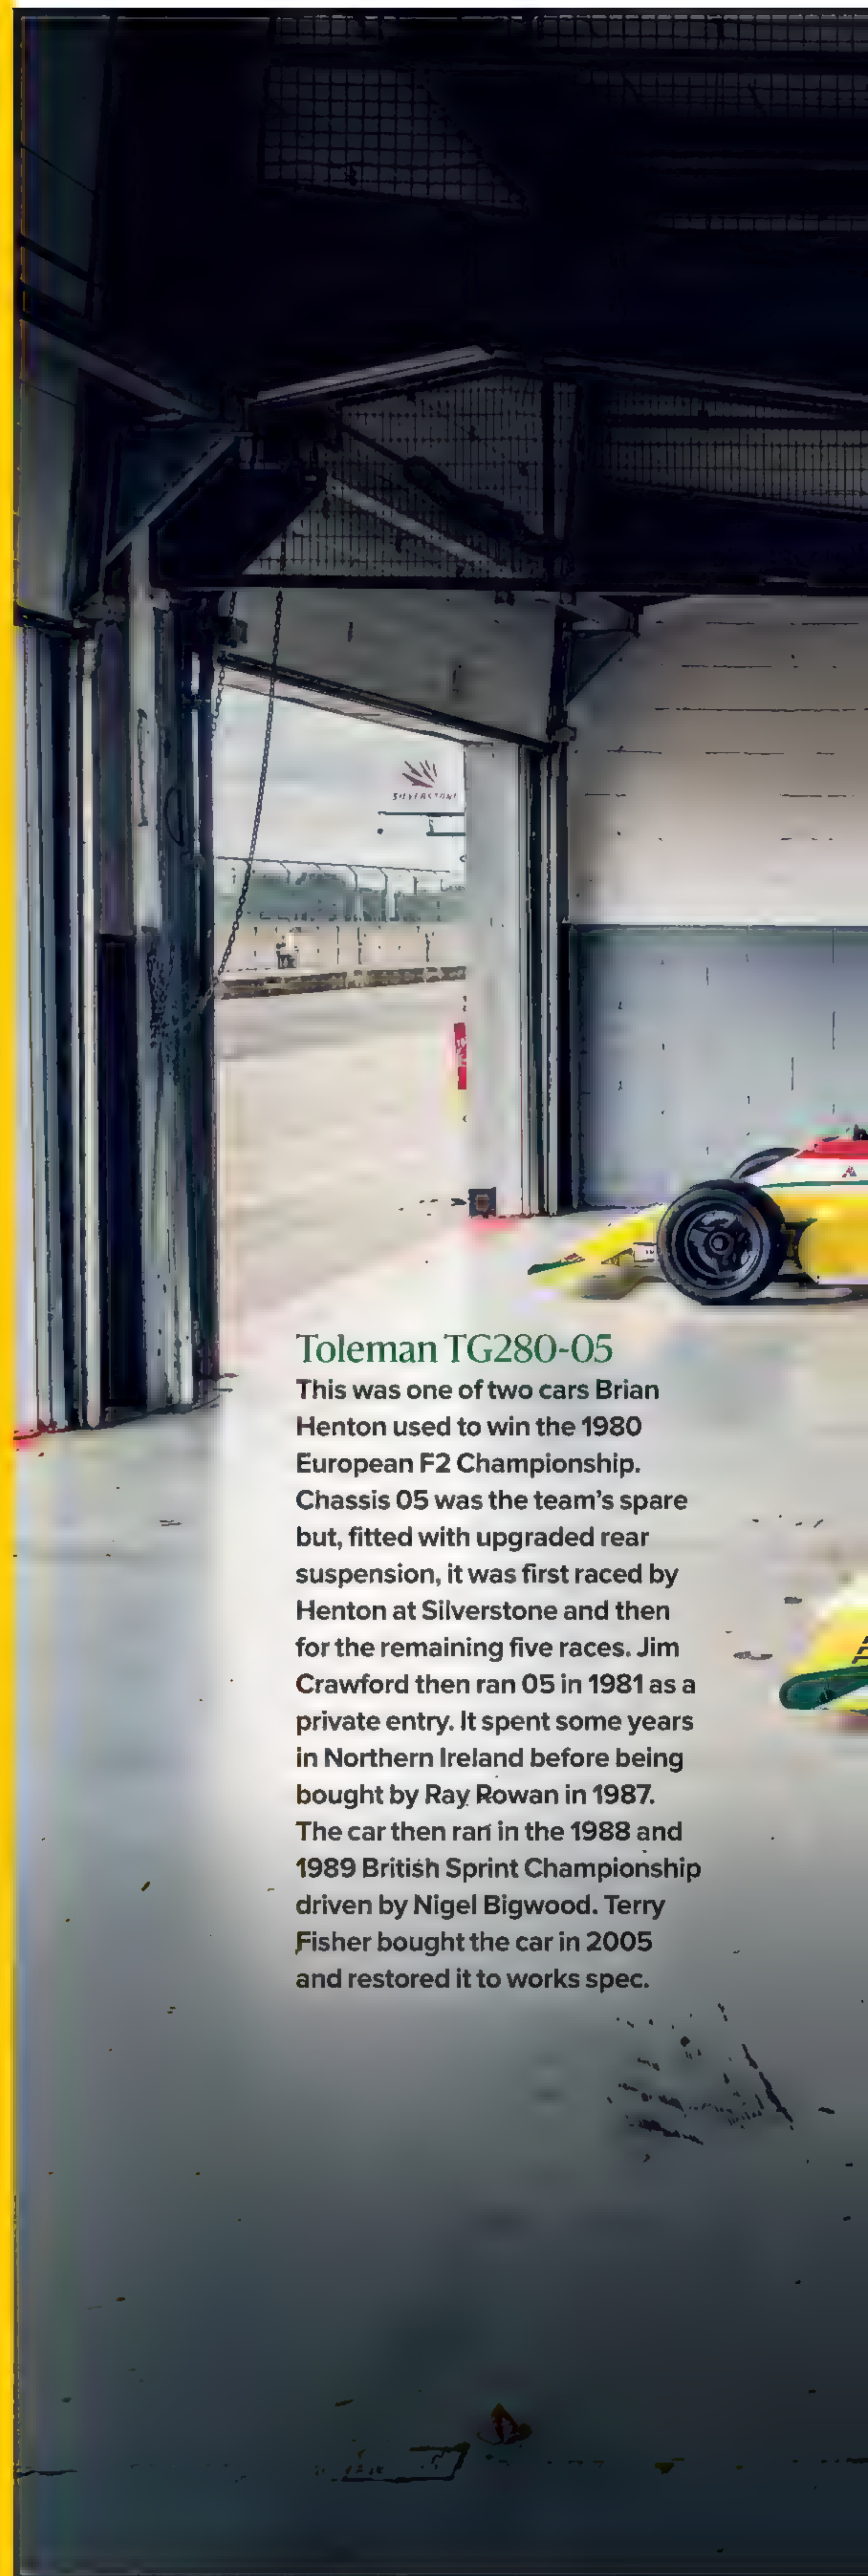 SILVERSTONE
Toleman TG280-05
This was one of two cars Brian
Henton used to win the 1980
European F2 Championship.
Chassis 05 was the team's spare
but, fitted with upgraded rear
suspension, it was first raced by
Henton at Silverstone and then
for the remaining five races. Jim
Crawford then ran 05 in 1981 as a
private entry. It spent some years
in Northern Ireland before being
bought by Ray Rowan in 1987.
The car then ran in the 1988 and
1989 British Sprint Championship
driven by Nigel Bigwood. Terry
Fisher bought the car in 2005
and restored it to works spec.